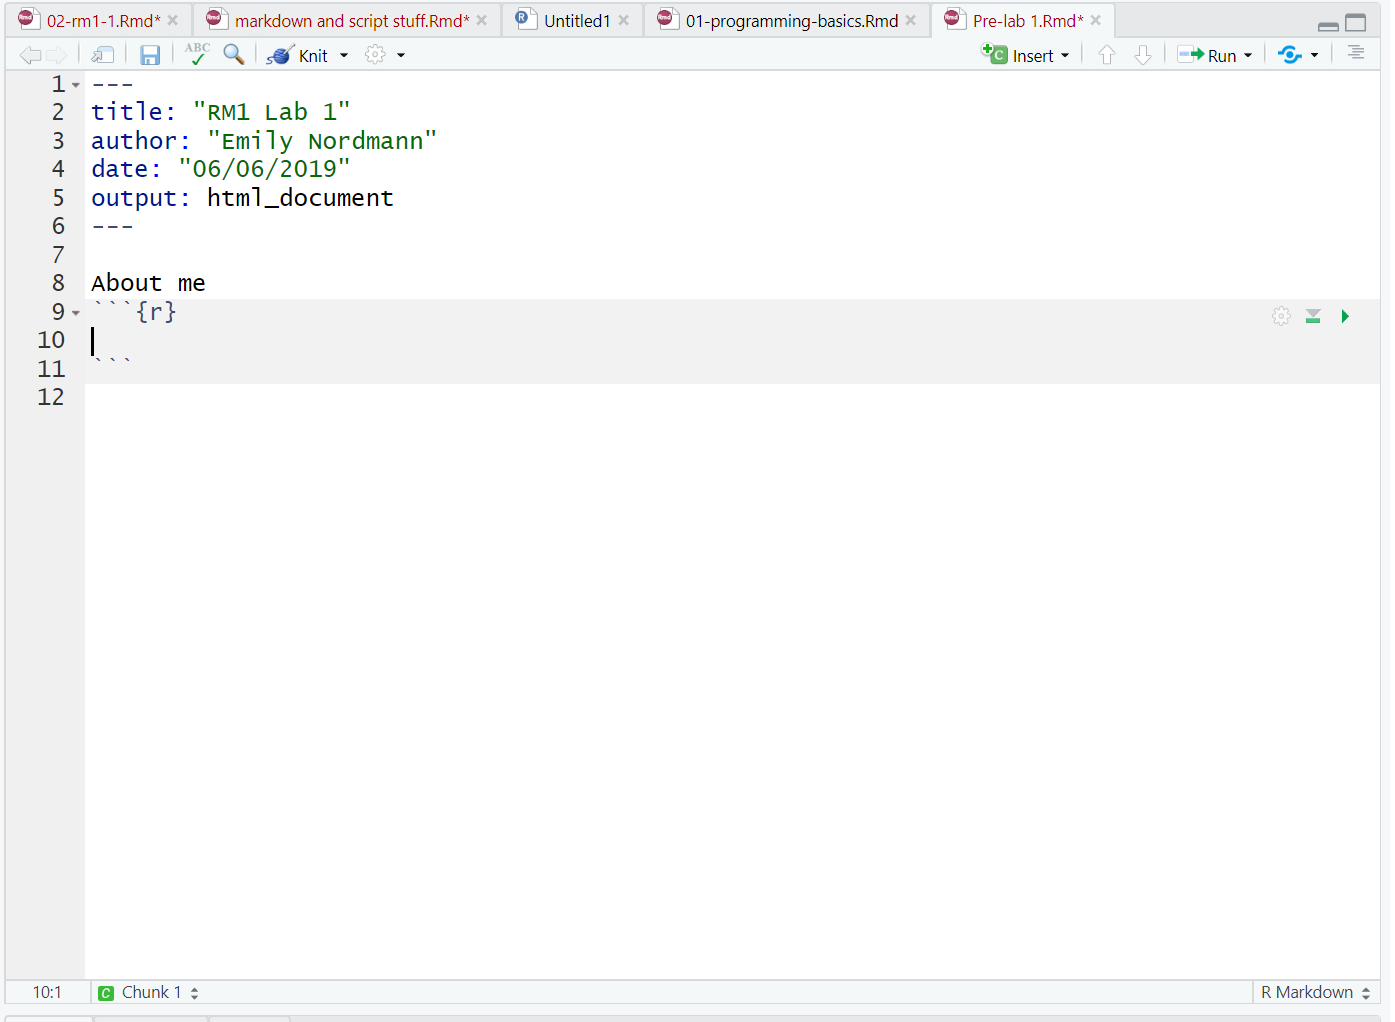 02-rm1-1.Rmd* markdown and script stuff.Rmd* Untitled1 01-programming-basics.Rmd Pre-lab 1.Rmd*
ABC Knit Insert Run
1 ---
2 title: "RM1 Lab 1"
3 author: "Emily Nordmann"
4 date: "06/06/2019"
5 output: html_document
6 ---
7
8 About me
9 ```{r}
10
11 ```
12
10:1 C Chunk 1 R Markdown